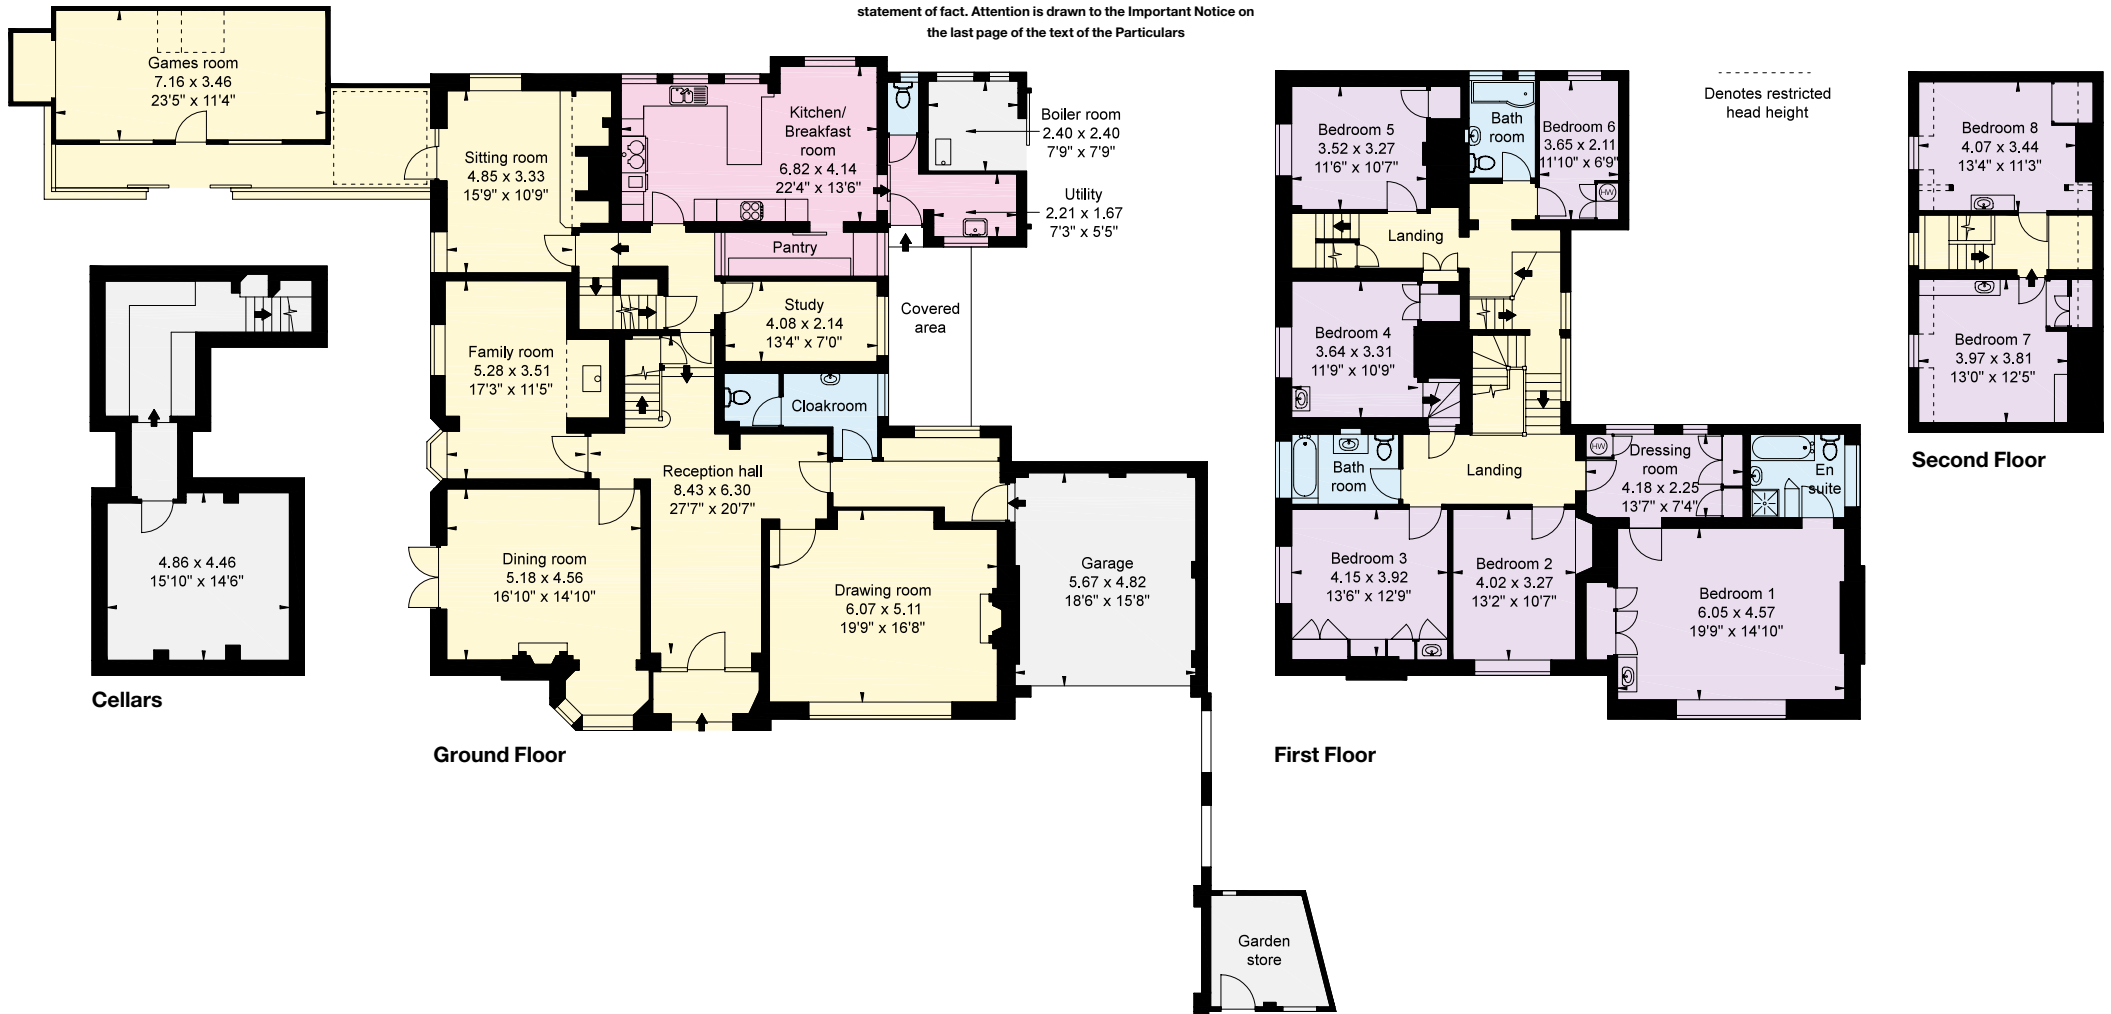 statement of fact. Attention is drawn to the Important Notice on
the last page of the text of the Particulars
Games room
7.16 x 3.46
23'5" x 11'4"
Sitting room
4.85 x 3.33
15'9" x 10'9"
Kitchen/
Breakfast
room
6.82 x 4.14
22'4" x 13'6"
Boiler room
2.40 x 2.40
7'9" x 7'9"
Utility
2.21 x 1.67
7'3" x 5'5"
Pantry
Study
4.08 x 2.14
13'4" x 7'0"
Covered
area
Family room
5.28 x 3.51
17'3" x 11'5"
Cloakroom
Reception hall
8.43 x 6.30
27'7" x 20'7"
Dining room
5.18 x 4.56
16'10" x 14'10"
Drawing room
6.07 x 5.11
19'9" x 16'8"
Garage
5.67 x 4.82
18'6" x 15'8"
Garden
store
Ground Floor
4.86 x 4.46
15'10" x 14'6"
Cellars
Bedroom 5
3.52 x 3.27
11'6" x 10'7"
Bath
room
Bedroom 6
3.65 x 2.11
11'10" x 6'9"
HW
Landing
Bedroom 4
3.64 x 3.31
11'9" x 10'9"
Bath
room
Landing
HW
Dressing
room
4.18 x 2.25
13'7" x 7'4"
En
suite
Bedroom 3
4.15 x 3.92
13'6" x 12'9"
Bedroom 2
4.02 x 3.27
13'2" x 10'7"
Bedroom 1
6.05 x 4.57
19'9" x 14'10"
First Floor
Denotes restricted
head height
Bedroom 8
4.07 x 3.44
13'4" x 11'3"
Bedroom 7
3.97 x 3.81
13'0" x 12'5"
Second Floor